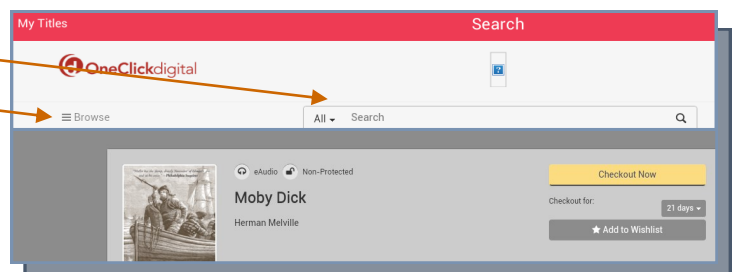 My Titles
Search
OneClickdigital
Browse
All
Search
eAudio
Non-Protected
Checkout Now
Moby Dick
Checkout for:
21 days
Herman Melville
Add to Wishlist